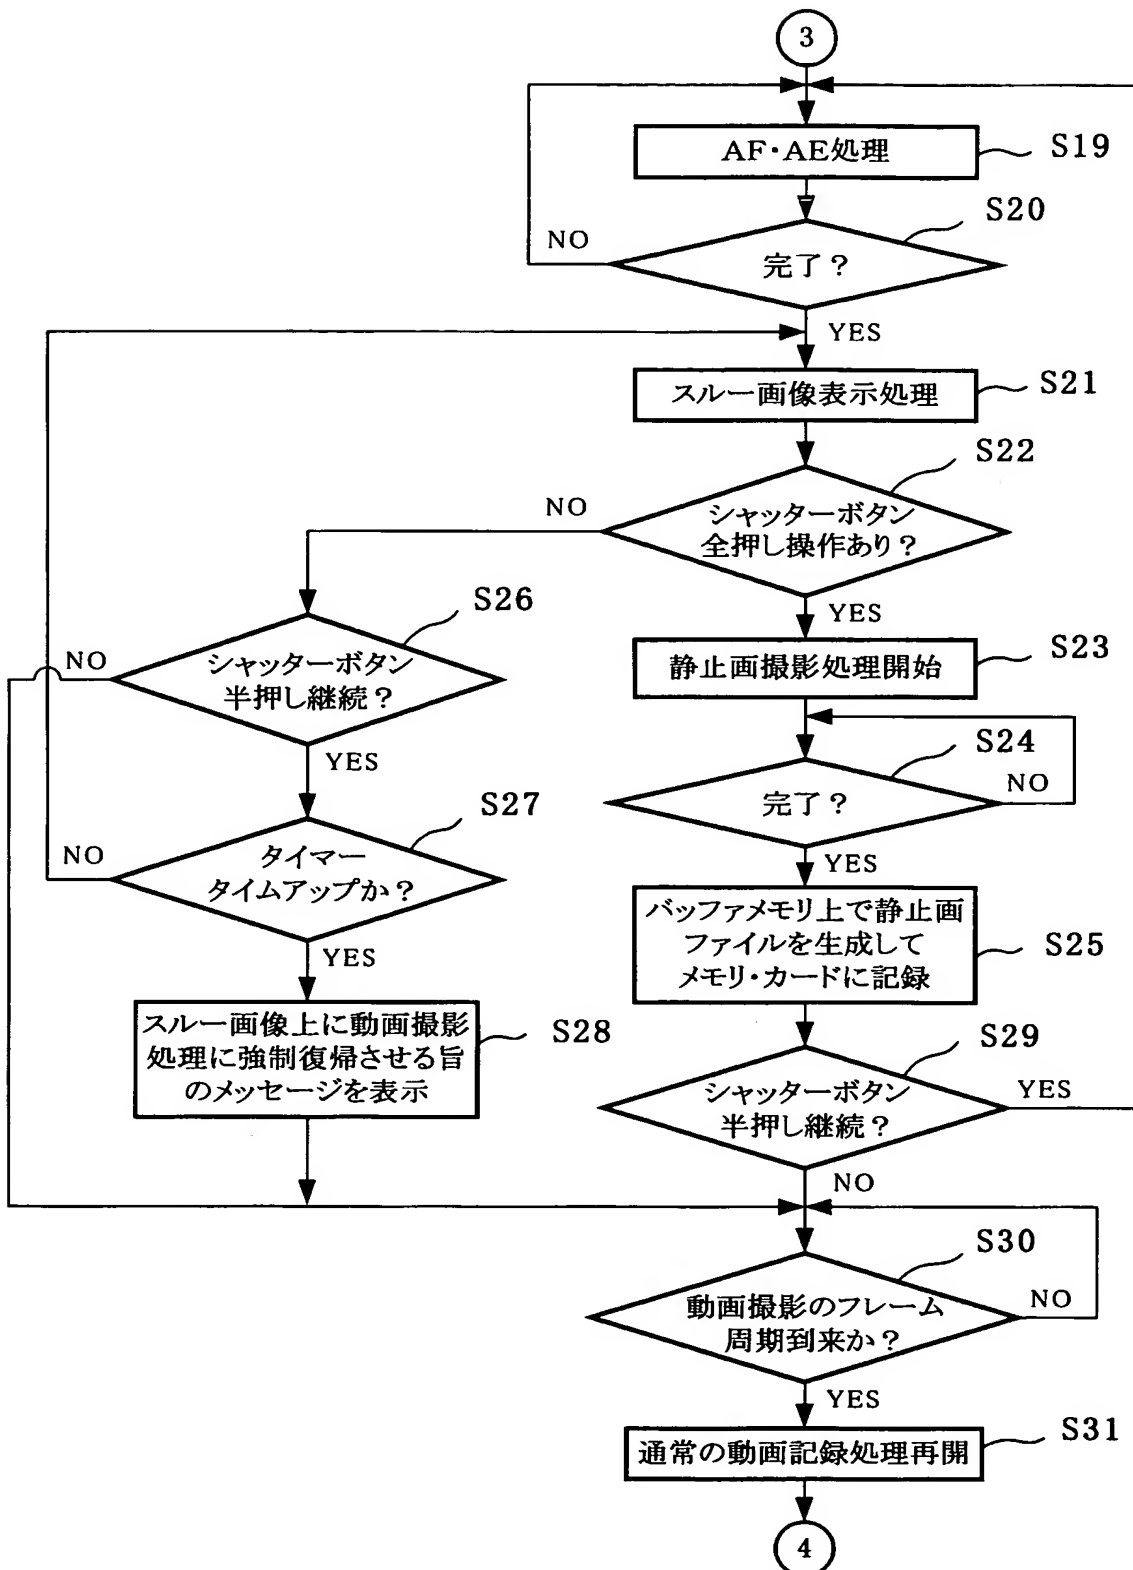 3
AF・AE処理
S19
S20
NO
完了？
YES
スルー画像表示処理
S21
S22
NO
シャッターボタン
全押し操作あり？
YES
S26
NO
シャッターボタン
半押し継続？
YES
静止画撮影処理開始
S23
S24
NO
完了？
YES
S27
NO
タイマー
タイムアップか？
YES
バッファメモリ上で静止画
ファイルを生成して
メモリ・カードに記録
S25
スルー画像上に動画撮影
処理に強制復帰させる旨
のメッセージを表示
S28
S29
シャッターボタン
半押し継続？
YES
NO
S30
動画撮影のフレーム
周期到来か？
NO
YES
通常の動画記録処理再開
S31
4